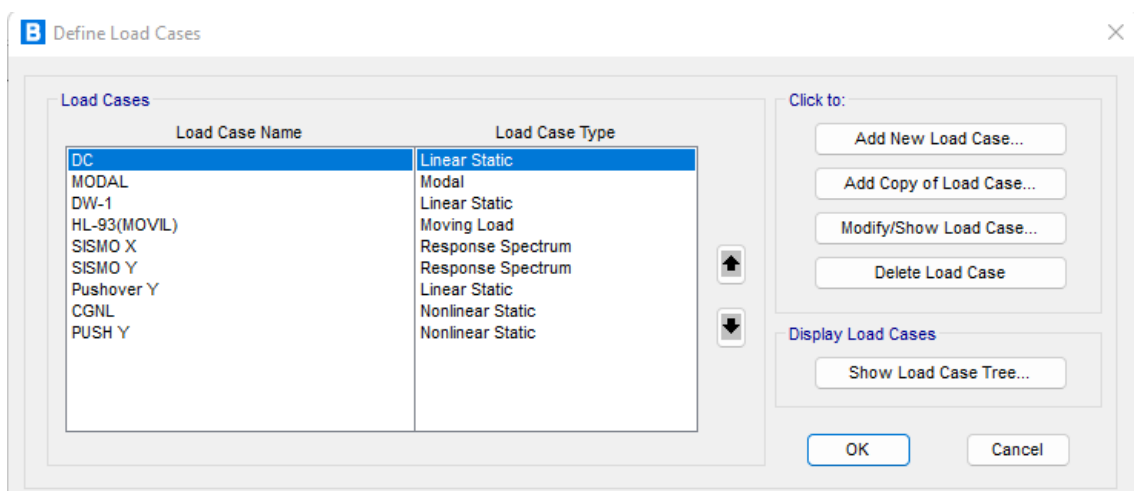 B Define Load Cases
Load Cases
Load Case Name Load Case Type
DC Linear Static
MODAL Modal
DW-1 Linear Static
HL-93(MOVIL) Moving Load
SISMO X Response Spectrum
SISMO Y Response Spectrum
Pushover Y Linear Static
CGNL Nonlinear Static
PUSH Y Nonlinear Static
Click to:
Add New Load Case...
Add Copy of Load Case...
Modify/Show Load Case...
Delete Load Case
Display Load Cases
Show Load Case Tree...
OK Cancel